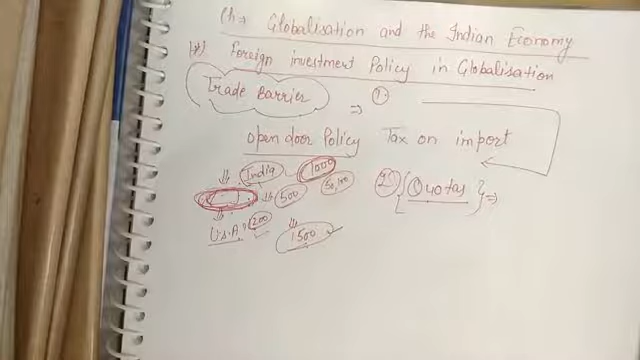 Ch → Globalisation and the Indian Economy
(*) Foreign investment Policy in Globalisation
Trade barrier ⇒ (1)
open door Policy Tax on import
India 1000
500 50,100 (2) {Quotas} ⇒
U.S.A 200
1500